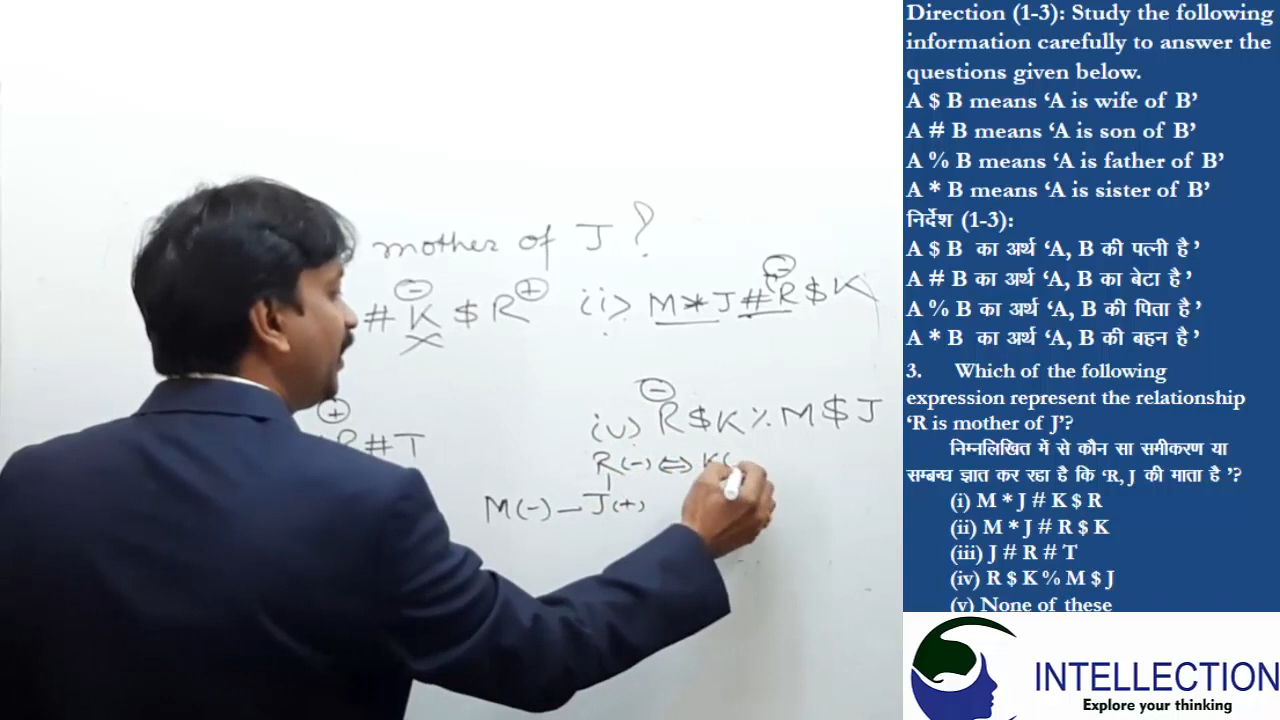 mother of J ?
# K $ R
(ii) M * J # R $ K
R # T
(iv) R $ K % M $ J
R (-) ⇔ K (
M (-) — J (+)
Direction (1-3): Study the following
information carefully to answer the
questions given below.
A $ B means ‘A is wife of B’
A # B means ‘A is son of B’
A % B means ‘A is father of B’
A * B means ‘A is sister of B’
निर्देश (1-3):
A $ B का अर्थ ‘A, B की पत्नी है ’
A # B का अर्थ ‘A, B का बेटा है ’
A % B का अर्थ ‘A, B की पिता है ’
A * B का अर्थ ‘A, B की बहन है ’
3. Which of the following
expression represent the relationship
‘R is mother of J’?
निम्नलिखित में से कौन सा समीकरण या
सम्बन्ध ज्ञात कर रहा है कि ‘R, J की माता है ’?
(i) M * J # K $ R
(ii) M * J # R $ K
(iii) J # R # T
(iv) R $ K % M $ J
(v) None of these
INTELLECTION
Explore your thinking